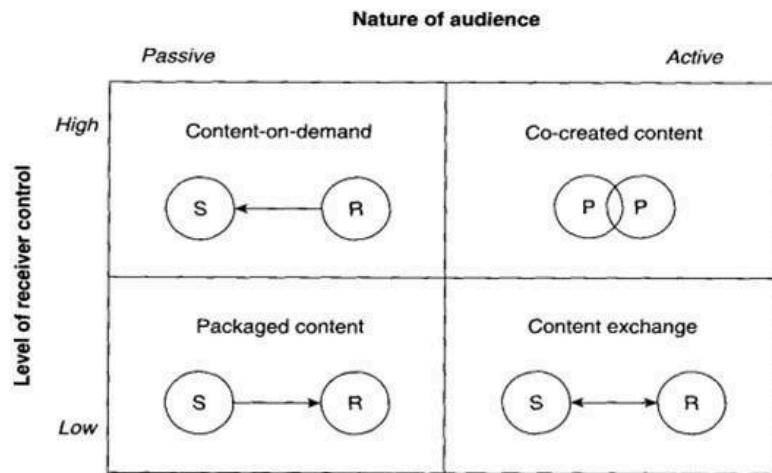 Nature of audience
Passive
Active
Level of receiver control
High
Content-on-demand
Co-created content
S
R
P
P
Packaged content
Content exchange
S
R
S
R
Low